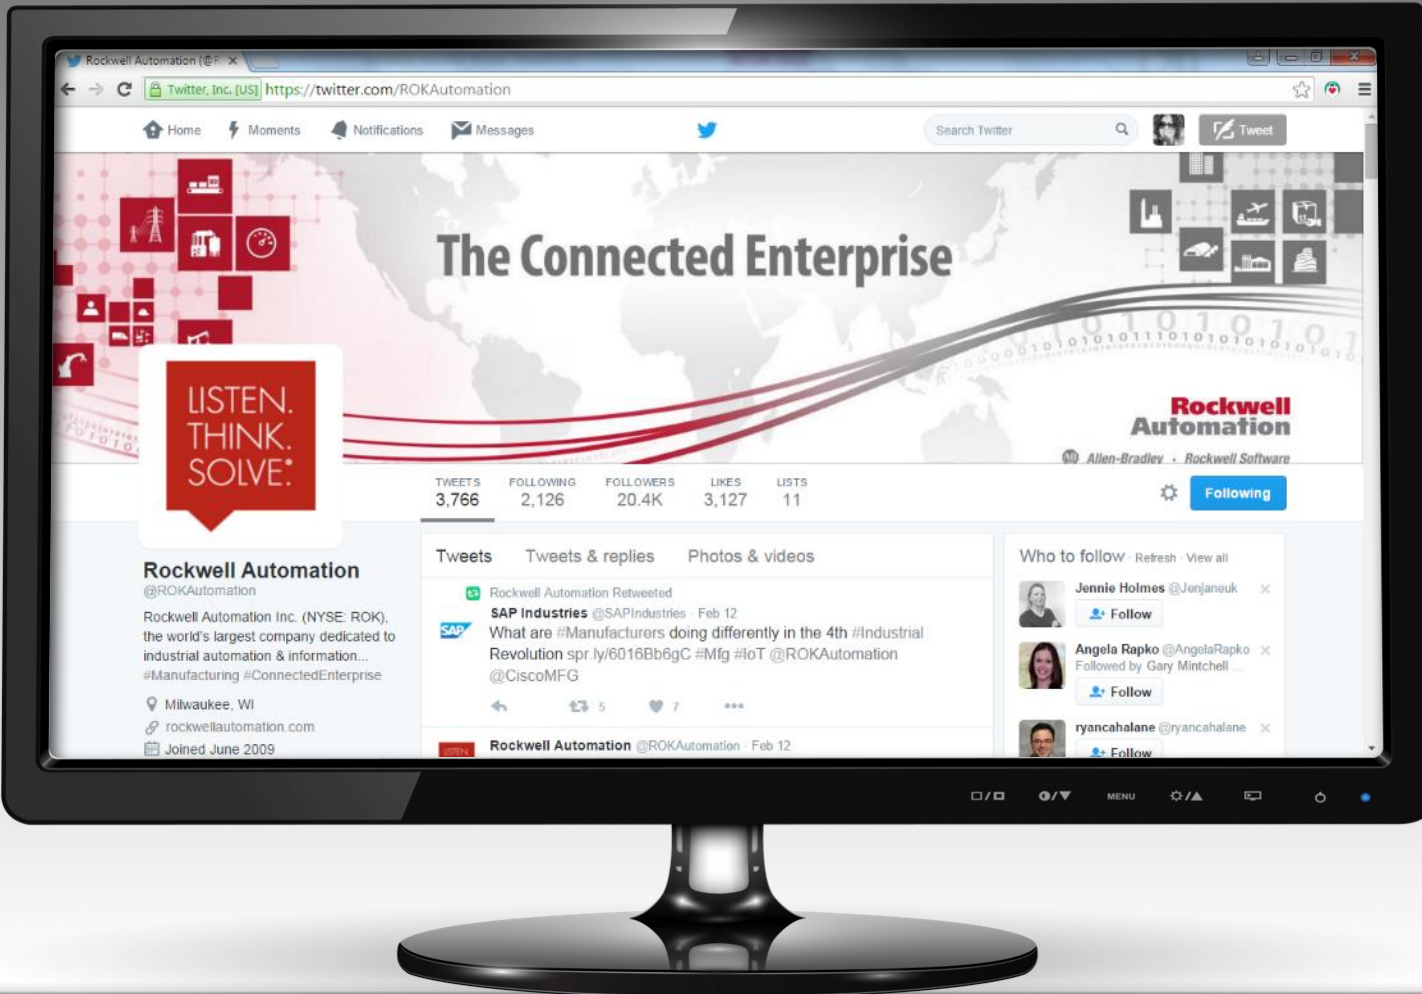 Rockwell Automation (@R
Twitter, Inc. [US] https://twitter.com/ROKAutomation
Home Moments Notifications Messages Search Twitter Tweet
The Connected Enterprise
LISTEN.
THINK.
SOLVE.
Rockwell
Automation
Allen-Bradley • Rockwell Software
TWEETS FOLLOWING FOLLOWERS LIKES LISTS
3,766 2,126 20.4K 3,127 11
Following
Rockwell Automation
@ROKAutomation
Rockwell Automation Inc. (NYSE: ROK),
the world's largest company dedicated to
industrial automation & information...
#Manufacturing #ConnectedEnterprise
Milwaukee, WI
rockwellautomation.com
Joined June 2009
Tweets Tweets & replies Photos & videos
Rockwell Automation Retweeted
SAP Industries @SAPIndustries · Feb 12
SAP
What are #Manufacturers doing differently in the 4th #Industrial
Revolution spr.ly/6016Bb6gC #Mfg #IoT @ROKAutomation
@CiscoMFG
5 7
LISTEN.
Rockwell Automation @ROKAutomation · Feb 12
Who to follow · Refresh · View all
Jennie Holmes @Jenjaneuk
Follow
Angela Rapko @AngelaRapko
Followed by Gary Mintchell ...
Follow
ryancahalane @ryancahalane
Follow
MENU